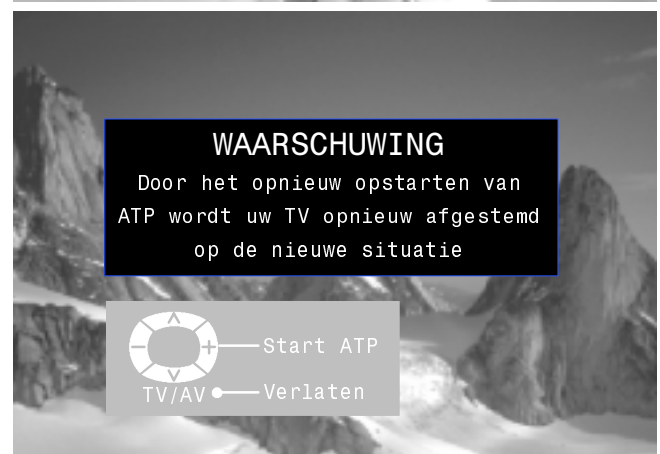 WAARSCHUWING
Door het opnieuw opstarten van
ATP wordt uw TV opnieuw afgestemd
op de nieuwe situatie
Start ATP
TV/AV Verlaten